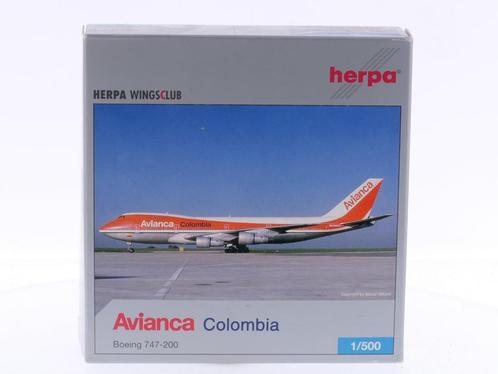 herpa®
HERPA WINGSCLUB
Avianca
Avianca Colombia
Avianca Colombia
Boeing 747-200
1/500